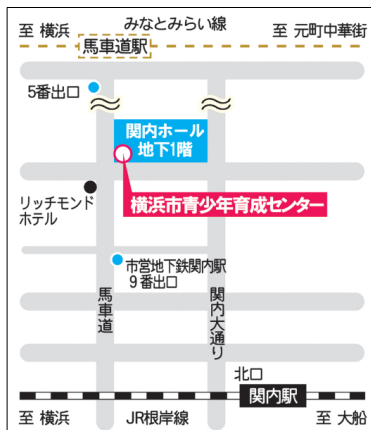 至 横浜
みなとみらい線
至 元町中華街
馬車道駅
5番出口
関内ホール
地下1階
リッチモンド
ホテル
横浜市青少年育成センター
市営地下鉄関内駅
9番出口
馬車道
関内大通り
北口
関内駅
至 横浜
JR根岸線
至 大船